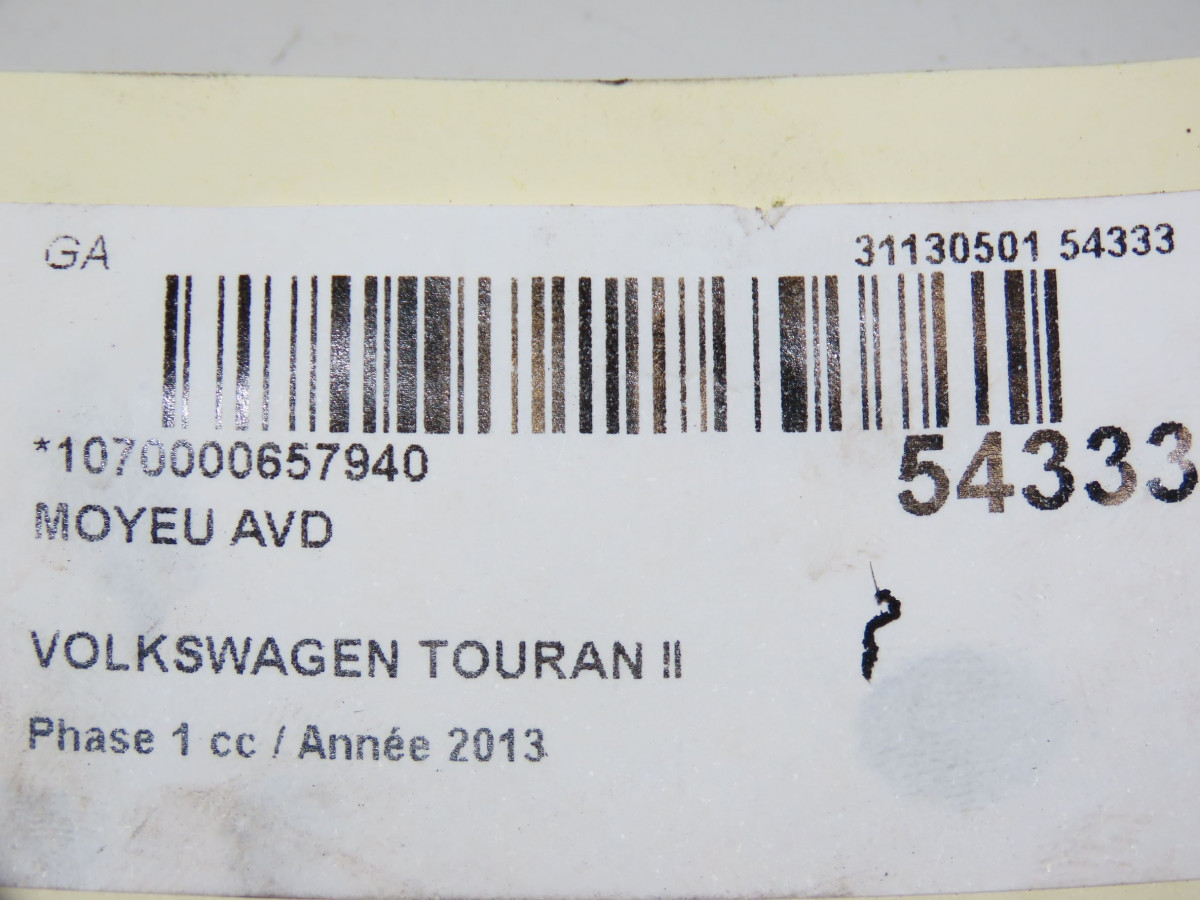 GA
31130501 54333
*1070000657940
54333
MOYEU AVD
VOLKSWAGEN TOURAN II
Phase 1 cc / Année 2013